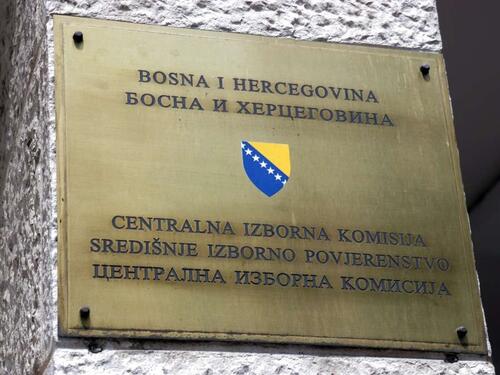 BOSNA I HERCEGOVINA
БОСНА И ХЕРЦЕГОВИНА
CENTRALNA IZBORNA KOMISIJA
SREDIŠNJE IZBORNO POVJERENSTVO
ЦЕНТРАЛНА ИЗБОРНА КОМИСИЈА